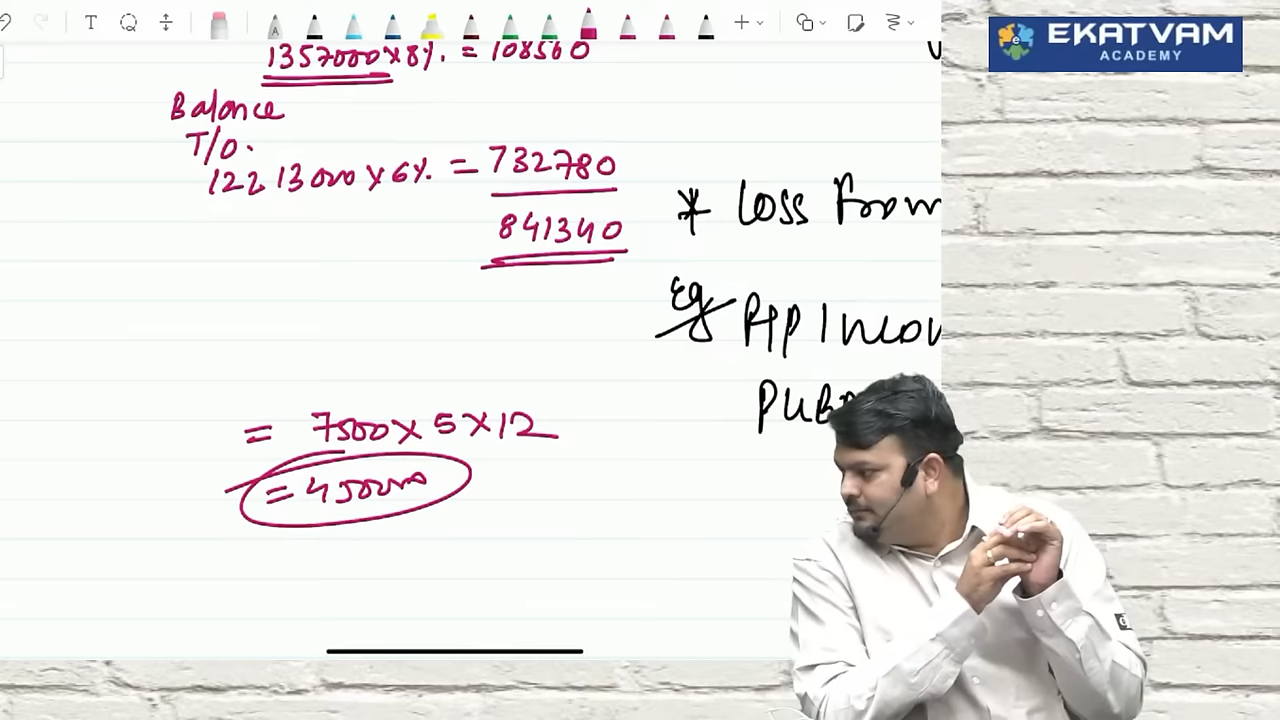 1357000 x 8% = 108560
Balance
T/O.
12213000 x 6% = 732780
841340
= 7500 x 5 x 12
= 450000
* Loss from
Eg
EKATVAM
ACADEMY
T
A